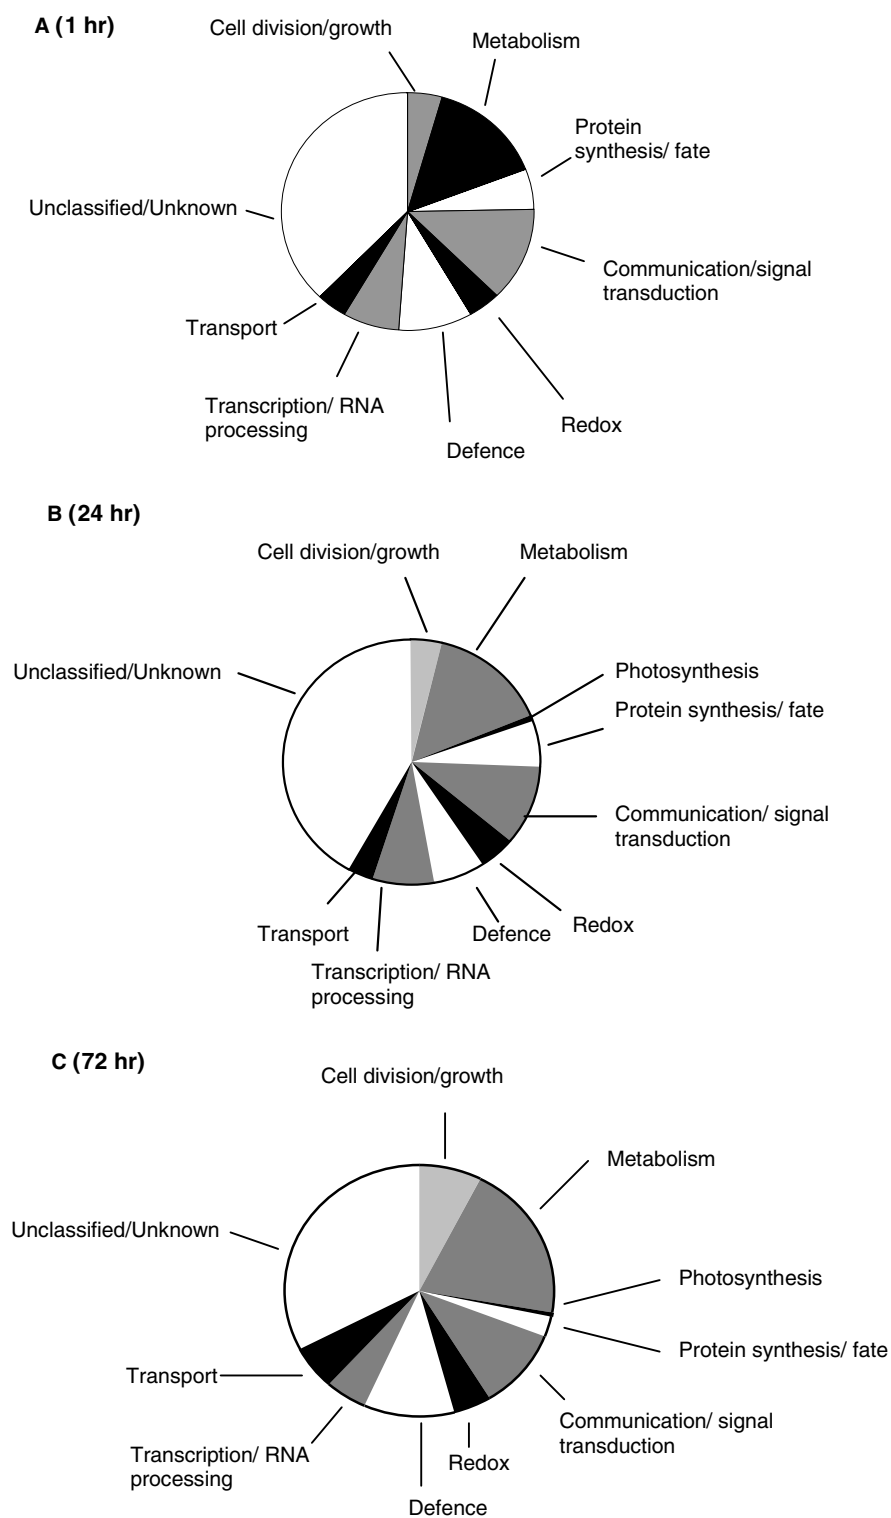 A (1 hr)
Cell division/growth
Metabolism
Protein
synthesis/ fate
Unclassified/Unknown
Communication/signal
transduction
Transport
Transcription/ RNA
processing
Redox
Defence
B (24 hr)
Cell division/growth
Metabolism
Unclassified/Unknown
Photosynthesis
Protein synthesis/ fate
Communication/ signal
transduction
Redox
Defence
Transport
Transcription/ RNA
processing
C (72 hr)
Cell division/growth
Metabolism
Unclassified/Unknown
Photosynthesis
Protein synthesis/ fate
Transport
Communication/ signal
transduction
Transcription/ RNA
processing
Redox
Defence